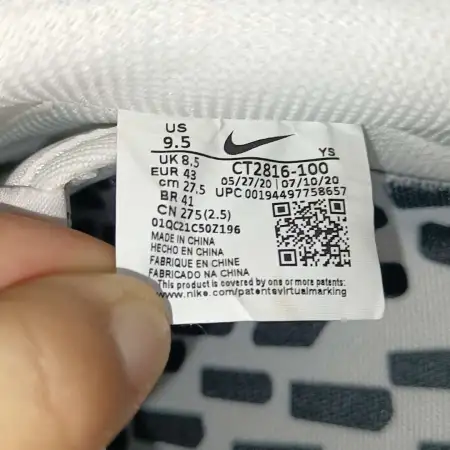 US
9.5
YS
UK 8.5
EUR 43
cm 27.5
BR 41
CN 275(2.5)
CT2816-100
05/27/20 | 07/10/20
UPC 00194497758657
01QC21C50Z196
MADE IN CHINA
HECHO EN CHINA
FABRIQUE EN CHINE
FABRICADO NA CHINA
This product is covered by one or more patents:
www.nike.com/patentsvirtualmarking